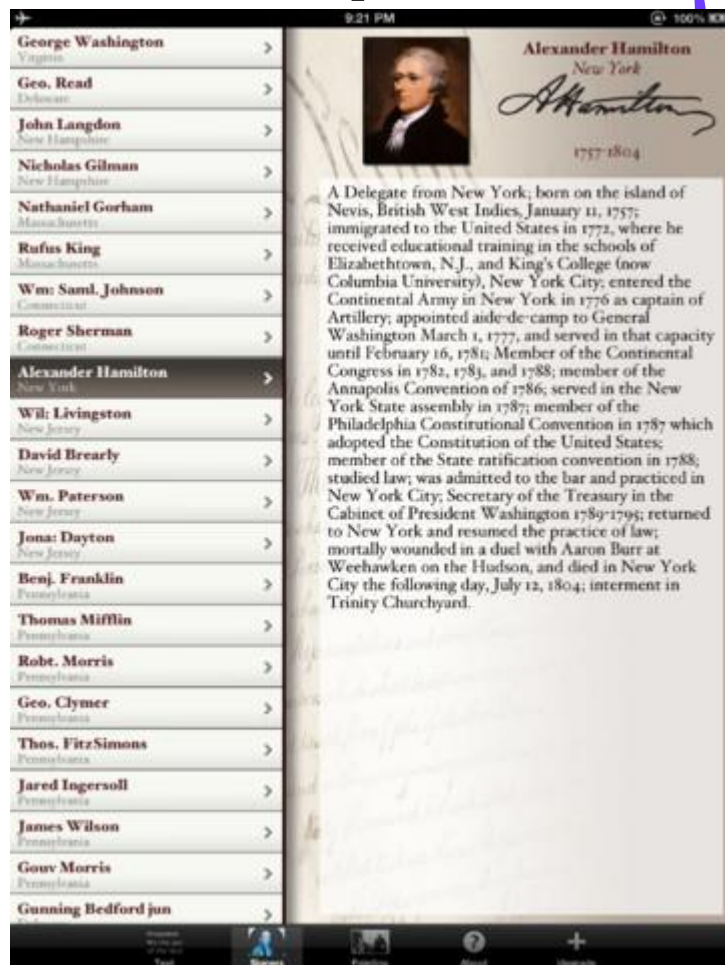 9:21 PM
100%
George Washington
Virginia
Geo. Read
Delaware
John Langdon
New Hampshire
Nicholas Gilman
New Hampshire
Nathaniel Gorham
Massachusetts
Rufus King
Massachusetts
Wm: Saml. Johnson
Connecticut
Roger Sherman
Connecticut
Alexander Hamilton
New York
Wil: Livingston
New Jersey
David Brearly
New Jersey
Wm. Paterson
New Jersey
Jona: Dayton
New Jersey
Benj. Franklin
Pennsylvania
Thomas Mifflin
Pennsylvania
Robt. Morris
Pennsylvania
Geo. Clymer
Pennsylvania
Thos. FitzSimons
Pennsylvania
Jared Ingersoll
Pennsylvania
James Wilson
Pennsylvania
Gouv Morris
Pennsylvania
Gunning Bedford jun
Alexander Hamilton
New York
A Hamilton
1757-1804
A Delegate from New York; born on the island of
Nevis, British West Indies, January 11, 1757;
immigrated to the United States in 1772, where he
received educational training in the schools of
Elizabethtown, N.J., and King's College (now
Columbia University), New York City; entered the
Continental Army in New York in 1776 as captain of
Artillery; appointed aide-de-camp to General
Washington March 1, 1777, and served in that capacity
until February 16, 1781; Member of the Continental
Congress in 1782, 1783, and 1788; member of the
Annapolis Convention of 1786; served in the New
York State assembly in 1787; member of the
Philadelphia Constitutional Convention in 1787 which
adopted the Constitution of the United States;
member of the State ratification convention in 1788;
studied law; was admitted to the bar and practiced in
New York City; Secretary of the Treasury in the
Cabinet of President Washington 1789-1795; returned
to New York and resumed the practice of law;
mortally wounded in a duel with Aaron Burr at
Weehawken on the Hudson, and died in New York
City the following day, July 12, 1804; interment in
Trinity Churchyard.
Text
Signers
About
Upgrade